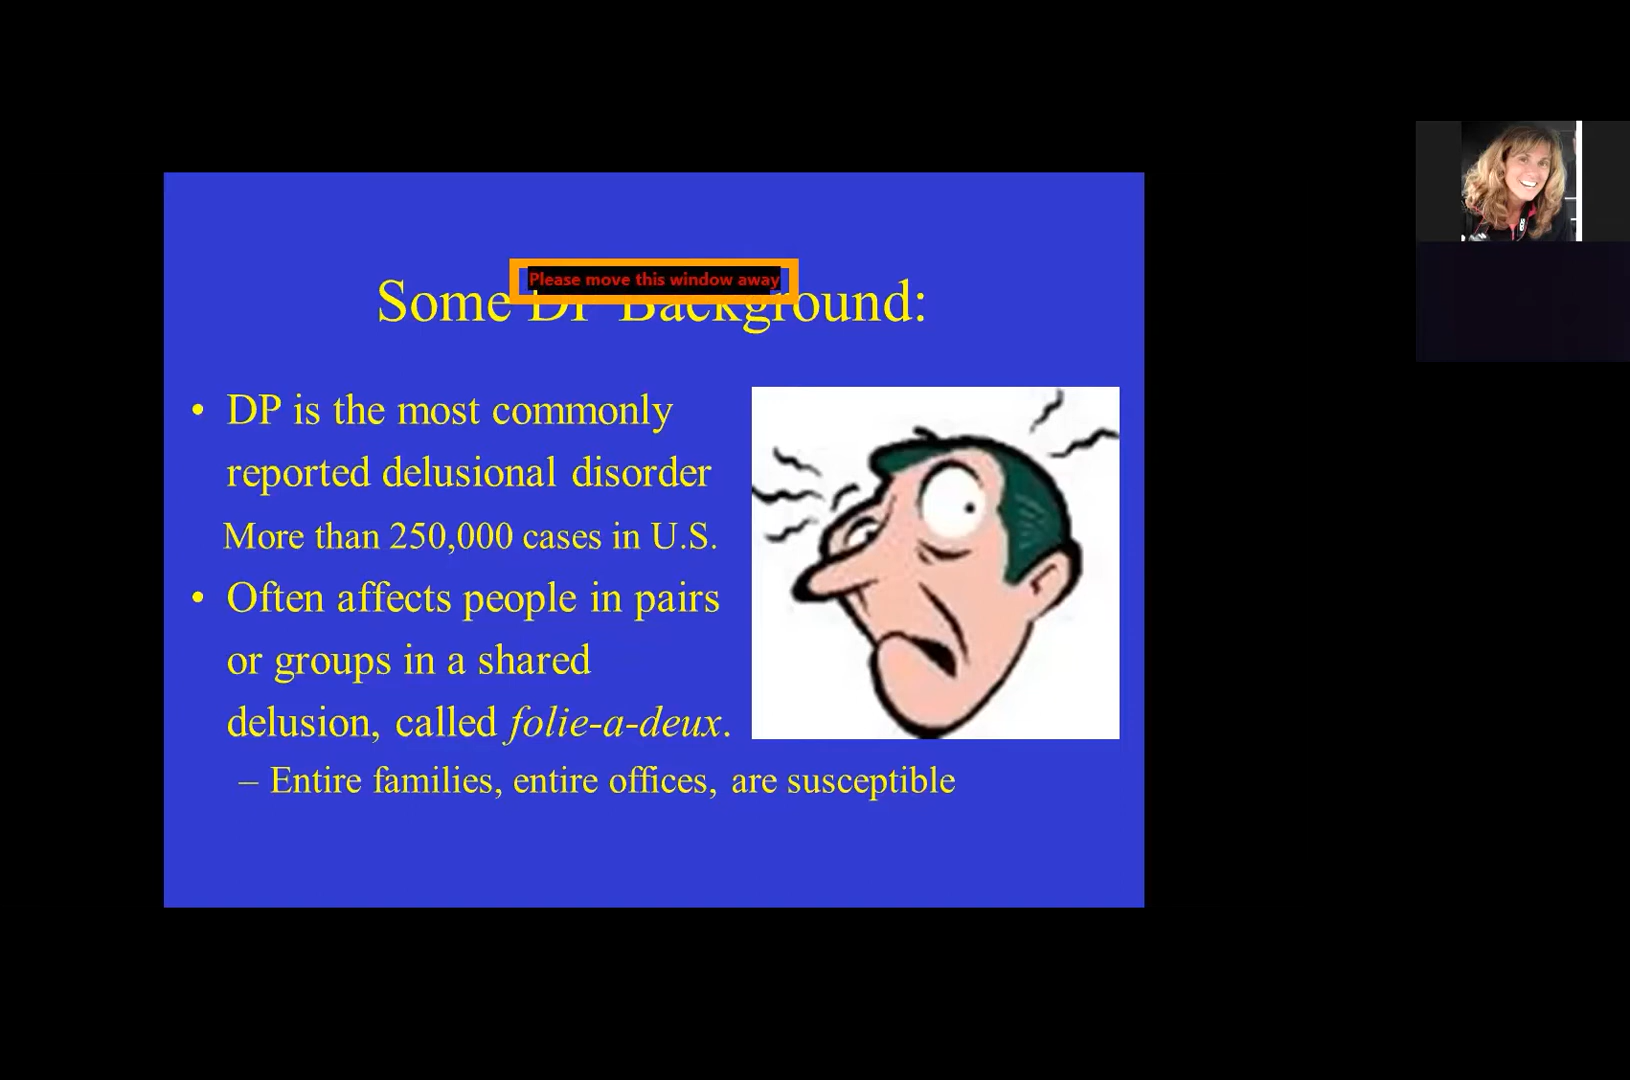 Please move this window away
Some DP Background:
• DP is the most commonly
reported delusional disorder
More than 250,000 cases in U.S.
• Often affects people in pairs
or groups in a shared
delusion, called folie-a-deux.
– Entire families, entire offices, are susceptible